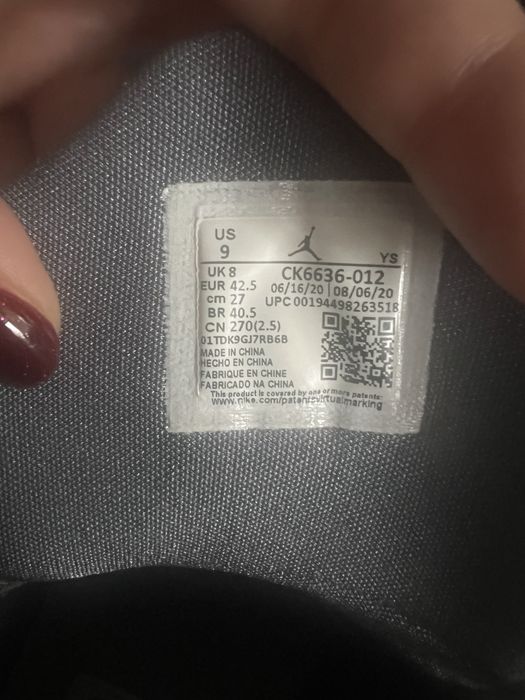 US
9
YS
UK 8
CK6636-012
EUR 42.5
06/16/20 | 08/06/20
cm 27
UPC 00194498263518
BR 40.5
CN 270(2.5)
01TDK9GJ7RB6B
MADE IN CHINA
HECHO EN CHINA
FABRIQUE EN CHINE
FABRICADO NA CHINA
This product is covered by one or more patents:
www.nike.com/patentsvirtualmarking